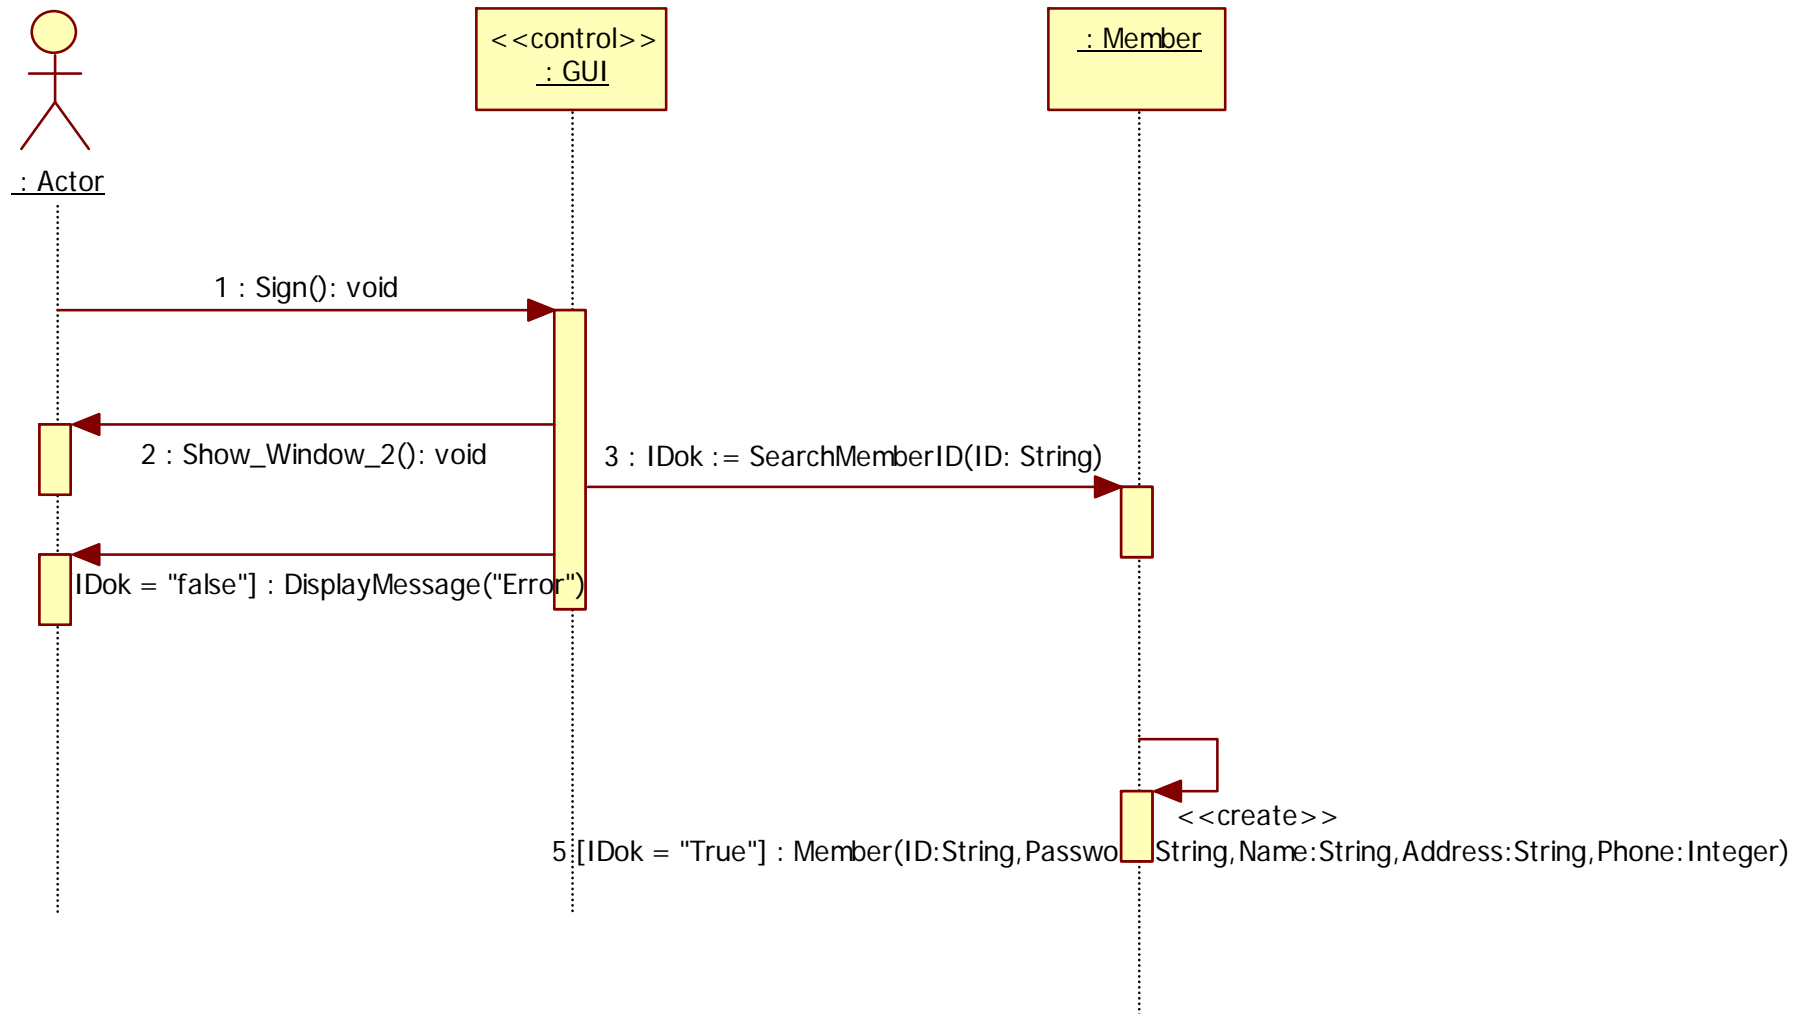 <<control>>
: GUI
: Member
: Actor
1 : Sign(): void
2 : Show_Window_2(): void
3 : IDok := SearchMemberID(ID: String)
IDok = "false"] : DisplayMessage("Error")
<<create>>
5 [IDok = "True"] : Member(ID:String,Passwo String,Name:String,Address:String,Phone:Integer)